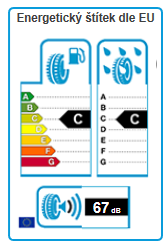 Energetický štítek dle EU
A A
B B
C C C C
D D
E E
F F
G G
67 dB